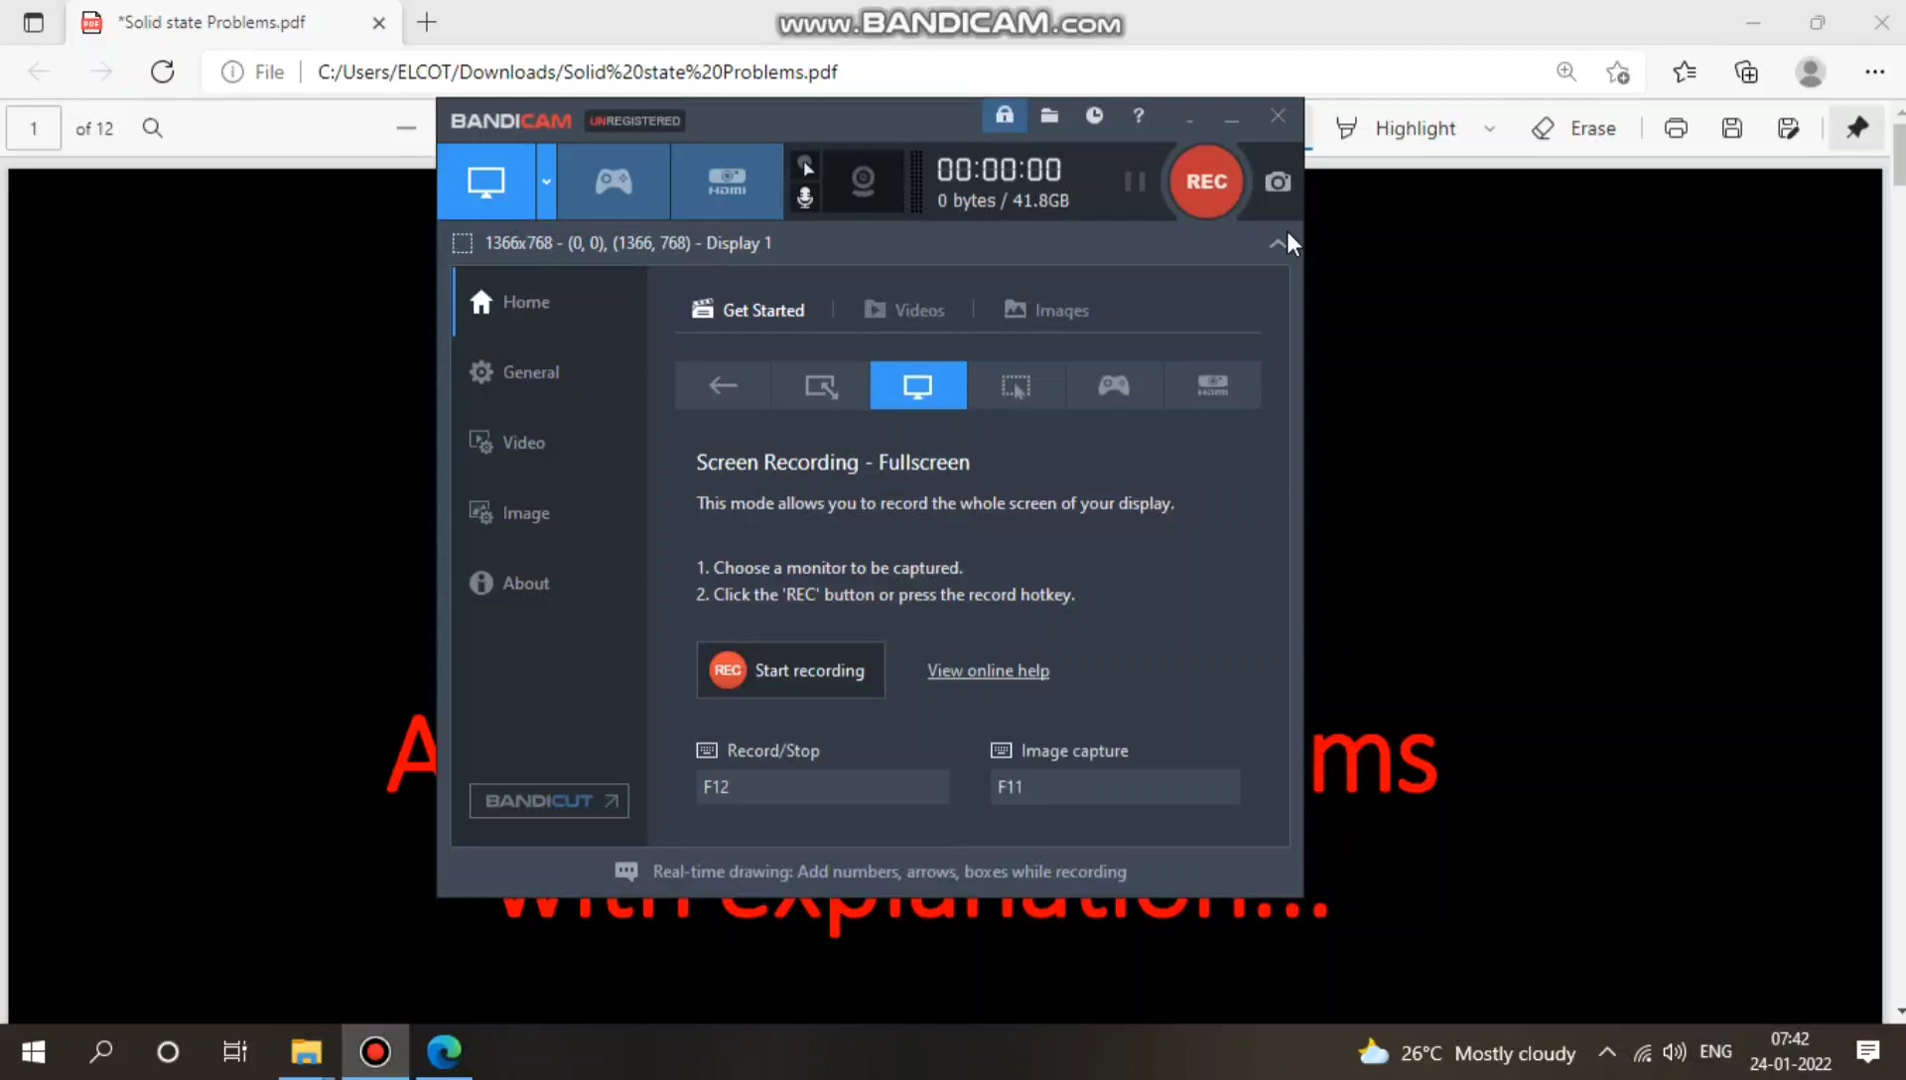 *Solid state Problems.pdf
www.BANDICAM.com
File
C:/Users/ELCOT/Downloads/Solid%20state%20Problems.pdf
1 of 12
Highlight
Erase
BANDICAM UNREGISTERED
HDMI
00:00:00
0 bytes / 41.8GB
REC
1366x768 - (0, 0), (1366, 768) - Display 1
Home
General
Video
Image
About
BANDICUT
Get Started
Videos
Images
HDMI
Screen Recording - Fullscreen
This mode allows you to record the whole screen of your display.
1. Choose a monitor to be captured.
2. Click the 'REC' button or press the record hotkey.
REC Start recording
View online help
Record/Stop
Image capture
F12
F11
Real-time drawing: Add numbers, arrows, boxes while recording
A
ms
with explanation...
26°C Mostly cloudy
ENG
07:42
24-01-2022